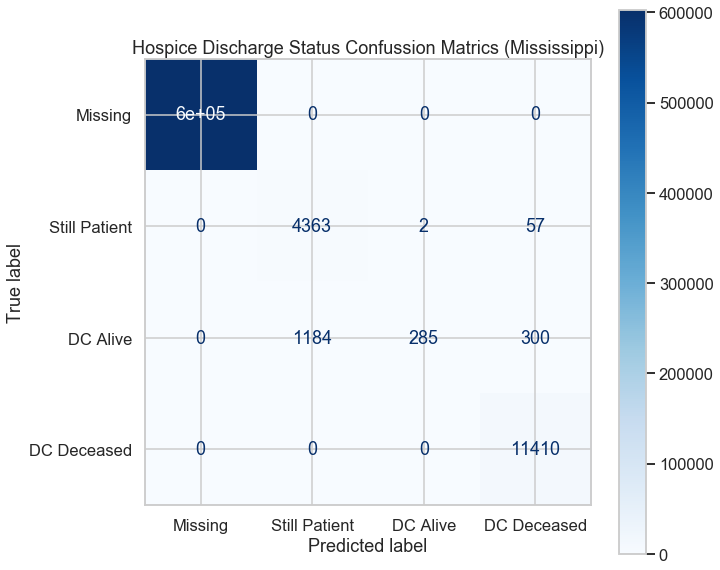 Hospice Discharge Status Confussion Matrics (Mississippi)
True label
Missing 6e+05 0 0 0
Still Patient 0 4363 2 57
DC Alive 0 1184 285 300
DC Deceased 0 0 0 11410
Missing Still Patient DC Alive DC Deceased
Predicted label
600000
500000
400000
300000
200000
100000
0